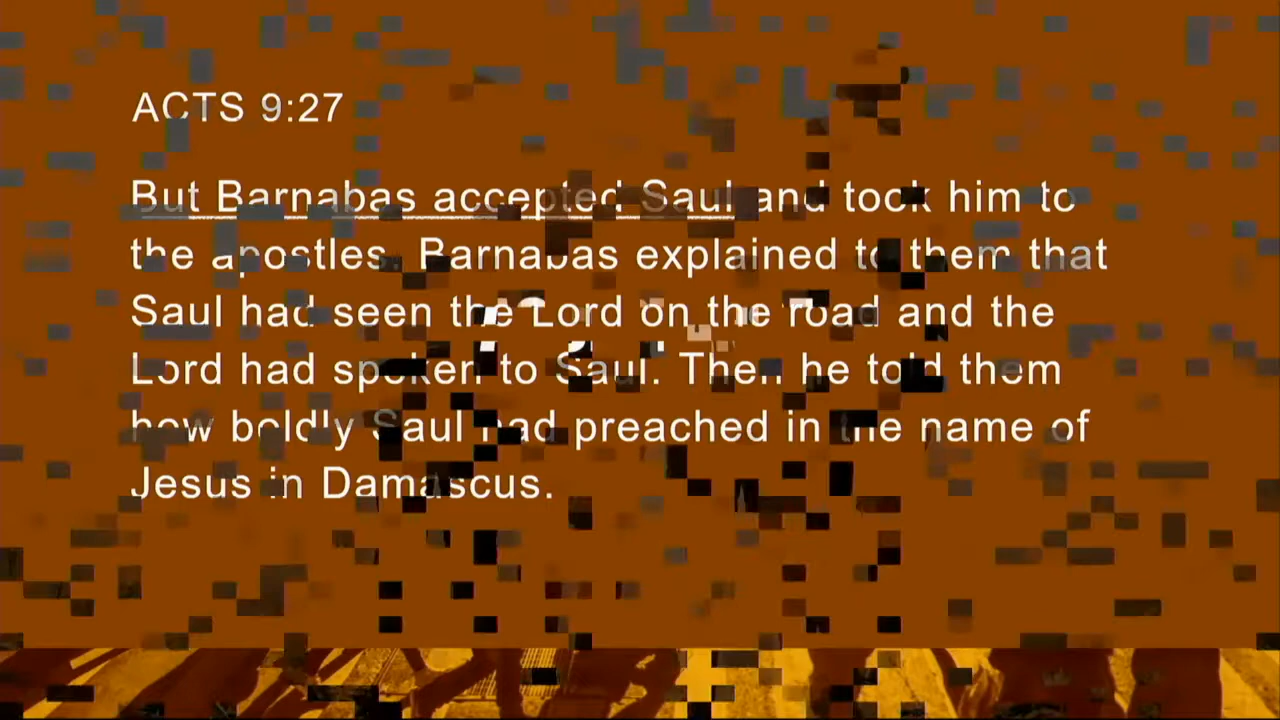 ACTS 9:27
But Barnabas accepted Saul and took him to
the apostles. Barnabas explained to them that
Saul had seen the Lord on the road and the
Lord had spoken to Saul. Then he told them
how boldly Saul had preached in the name of
Jesus in Damascus.